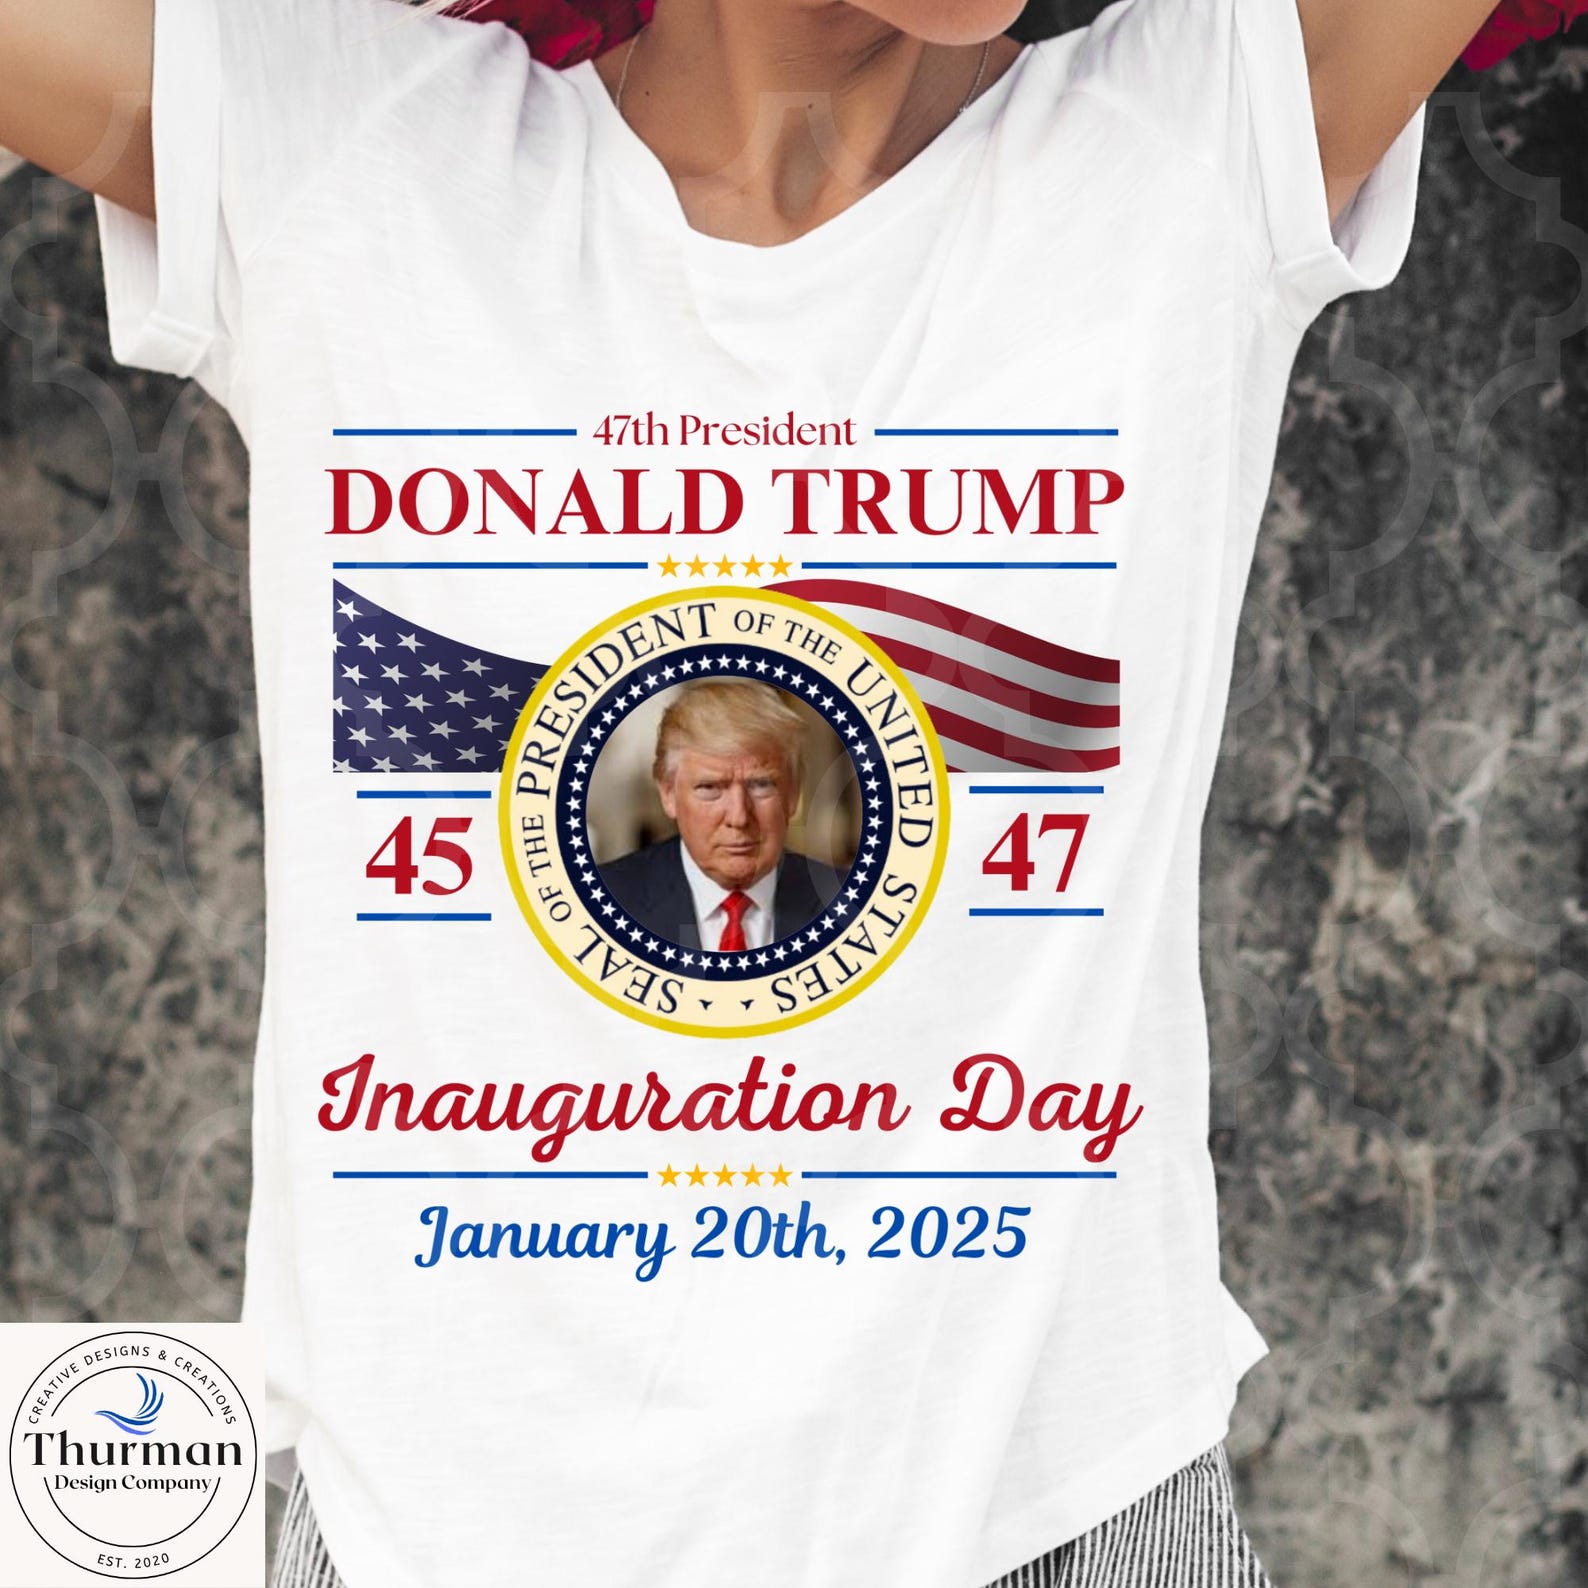 47th President
DONALD TRUMP
SEAL OF THE PRESIDENT OF THE UNITED STATES
45
47
Inauguration Day
January 20th, 2025
CREATIVE DESIGNS & CREATIONS
Thurman
Design Company
EST. 2020